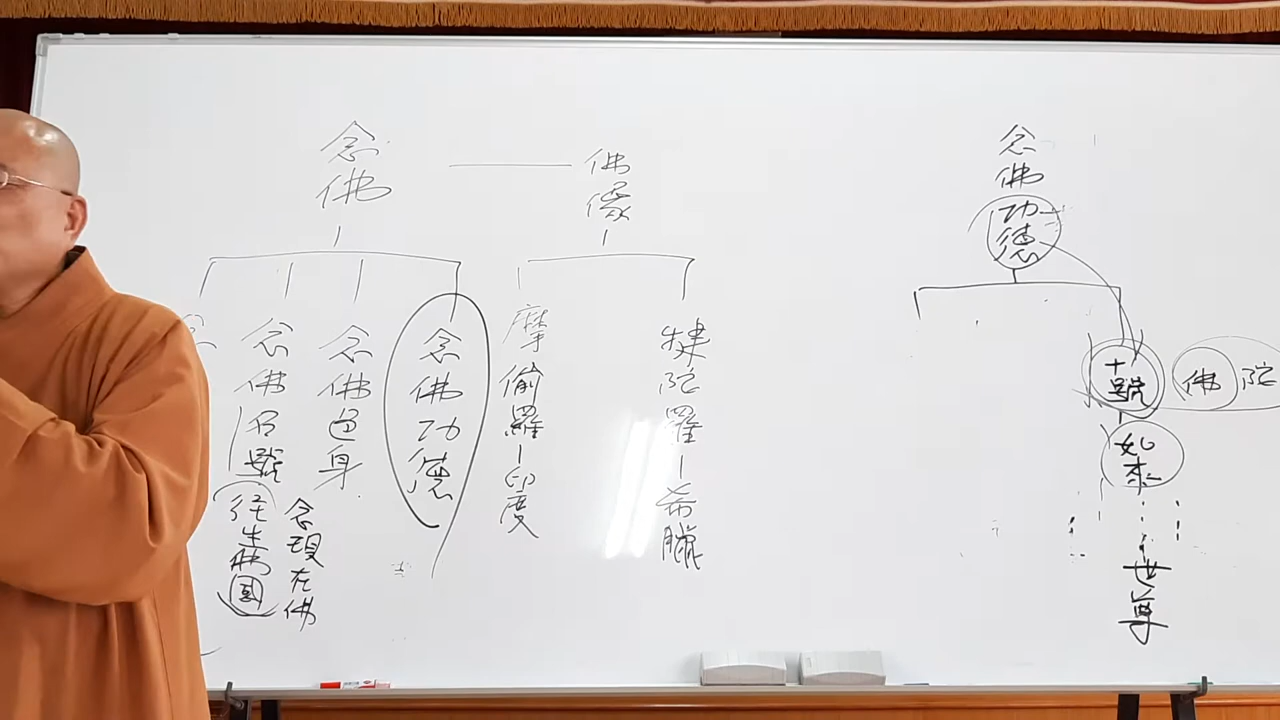 念佛
佛像
念佛名號
往生佛國
念現在佛
念佛色身
念佛功德
摩偷羅-印度
犍陀羅-希臘
念佛功德
十號
佛陀
如來
世尊